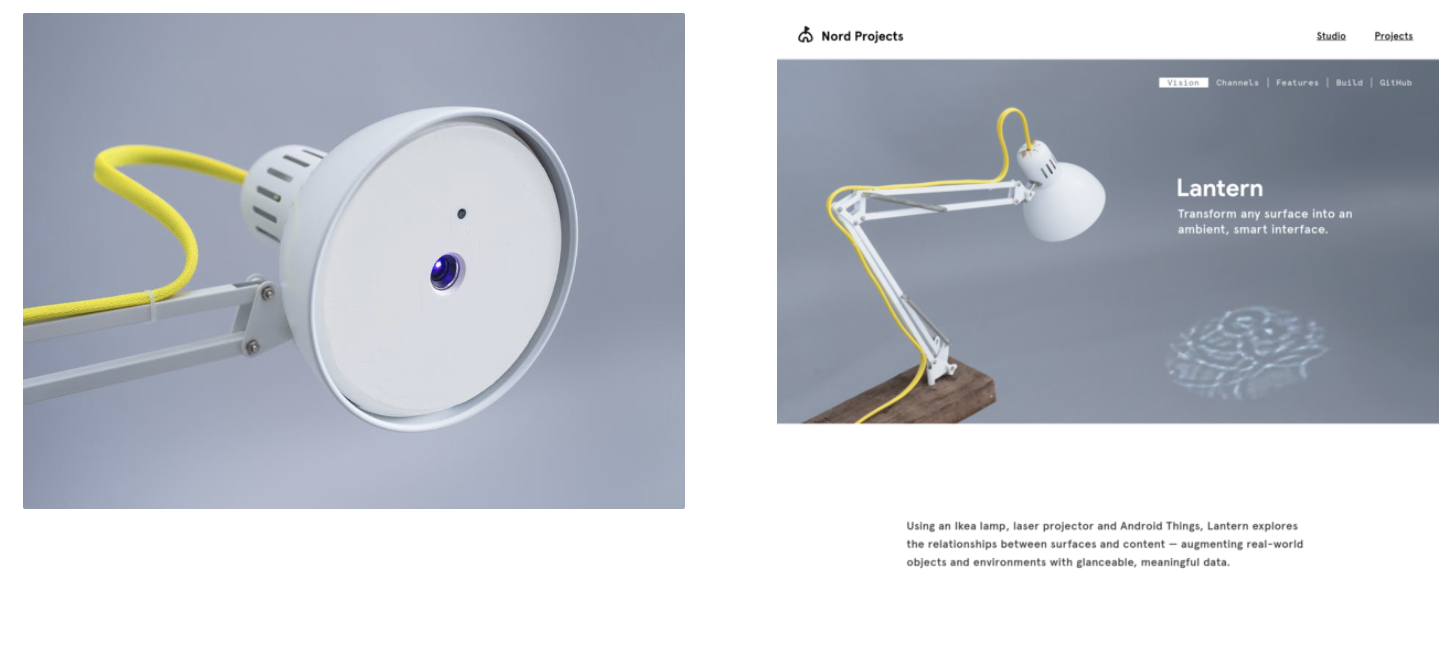 Nord Projects
Studio
Projects
Vision
Channels
Features
Build
GitHub
Lantern
Transform any surface into an
ambient, smart interface.
Using an Ikea lamp, laser projector and Android Things, Lantern explores
the relationships between surfaces and content — augmenting real-world
objects and environments with glanceable, meaningful data.